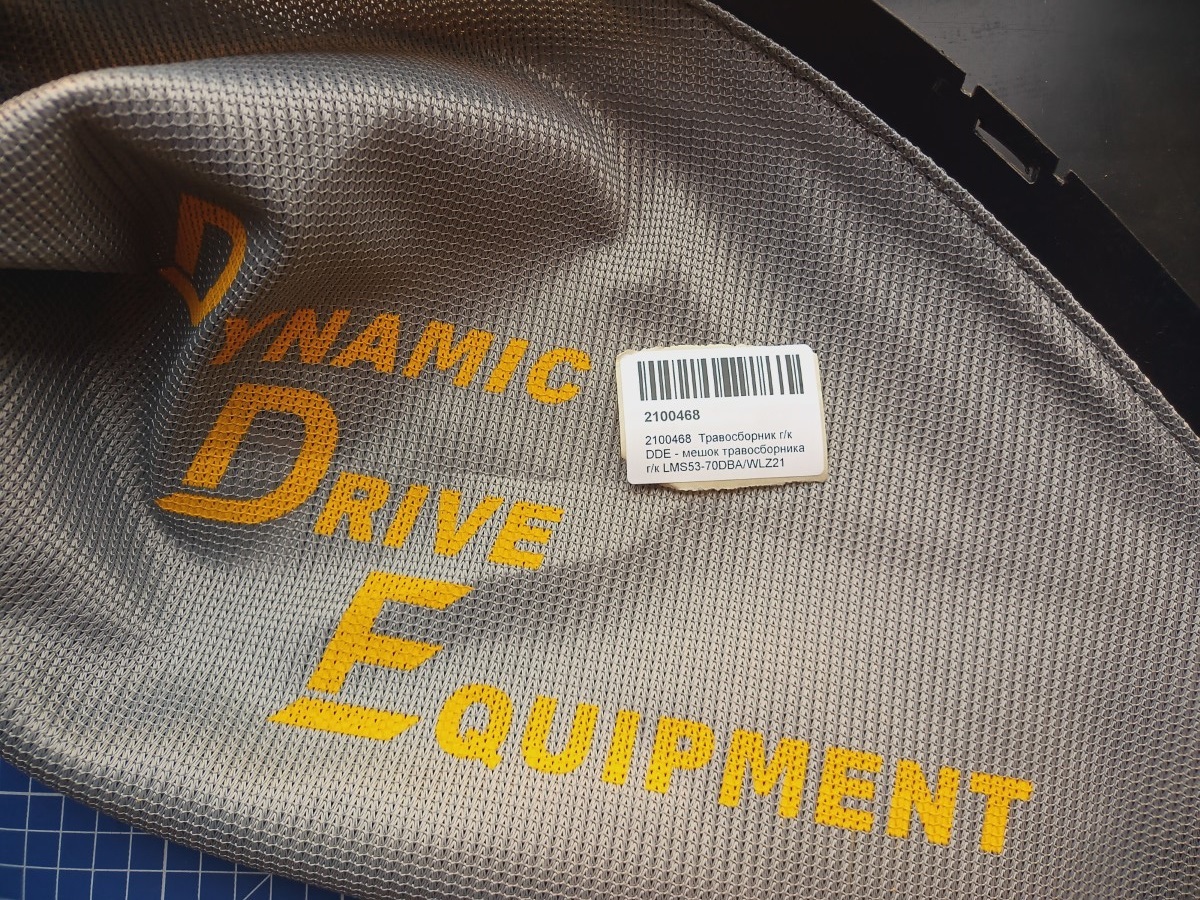 DYNAMIC
DRIVE
EQUIPMENT
2100468
2100468 Травосборник г/к
DDE - мешок травосборника
г/к LMS53-70DBA/WLZ21